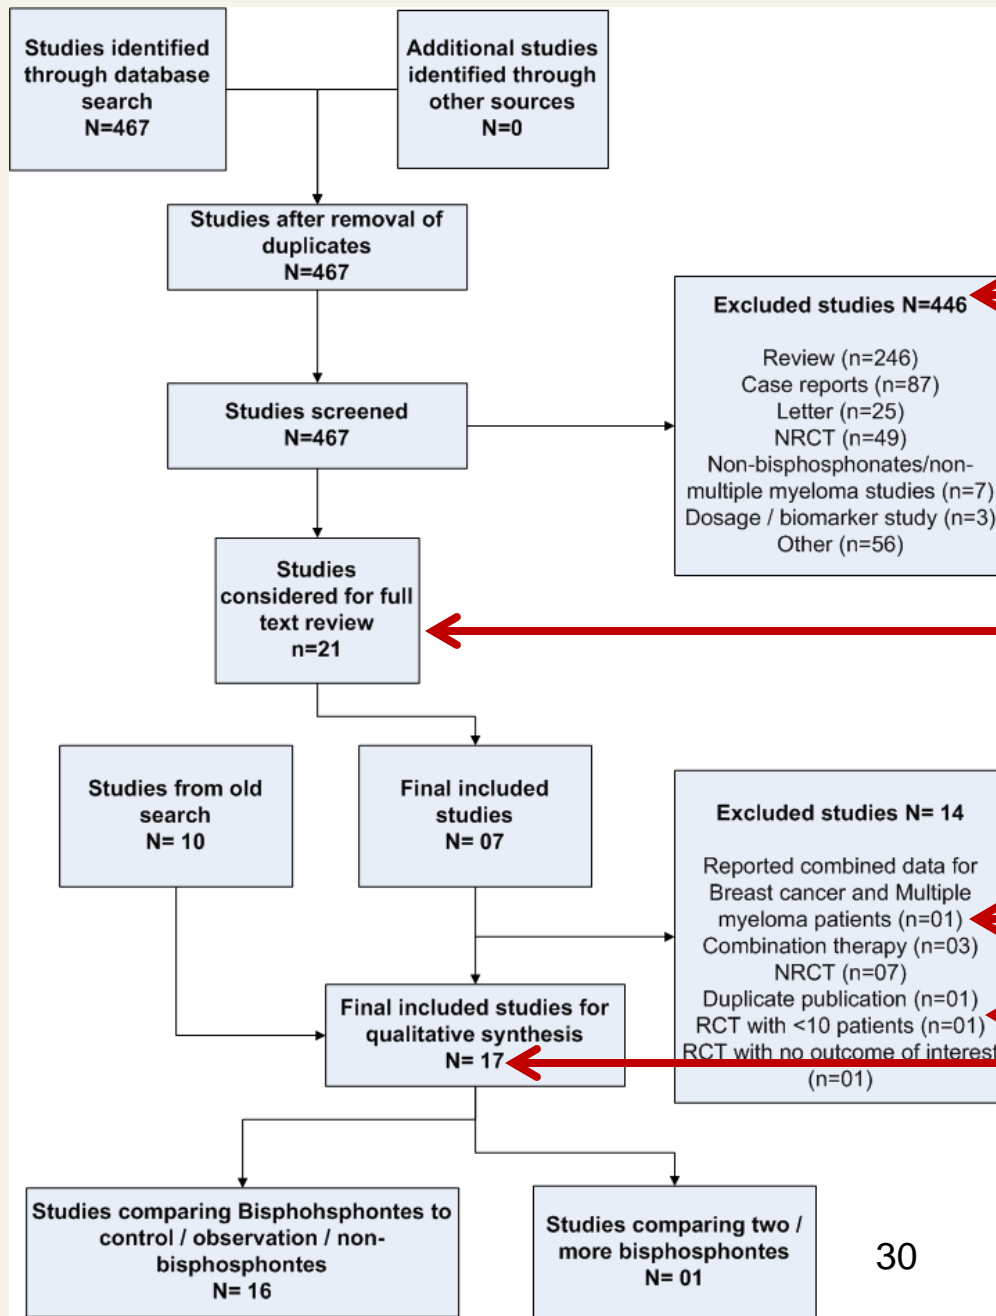 Studies identified
through database
search
N=467
Additional studies
identified through
other sources
N=0
Studies after removal of
duplicates
N=467
Studies screened
N=467
Excluded studies N=446
Review (n=246)
Case reports (n=87)
Letter (n=25)
NRCT (n=49)
Non-bisphosphonates/non-
multiple myeloma studies (n=7)
Dosage / biomarker study (n=3)
Other (n=56)
Studies
considered for full
text review
n=21
Studies from old
search
N= 10
Final included
studies
N= 07
Excluded studies N= 14
Reported combined data for
Breast cancer and Multiple
myeloma patients (n=01)
Combination therapy (n=03)
NRCT (n=07)
Duplicate publication (n=01)
RCT with <10 patients (n=01)
RCT with no outcome of interest
(n=01)
Final included studies for
qualitative synthesis
N= 17
Studies comparing Bisphohsphontes to
control / observation / non-
bisphosphontes
N= 16
Studies comparing two /
more bisphosphontes
N= 01
30